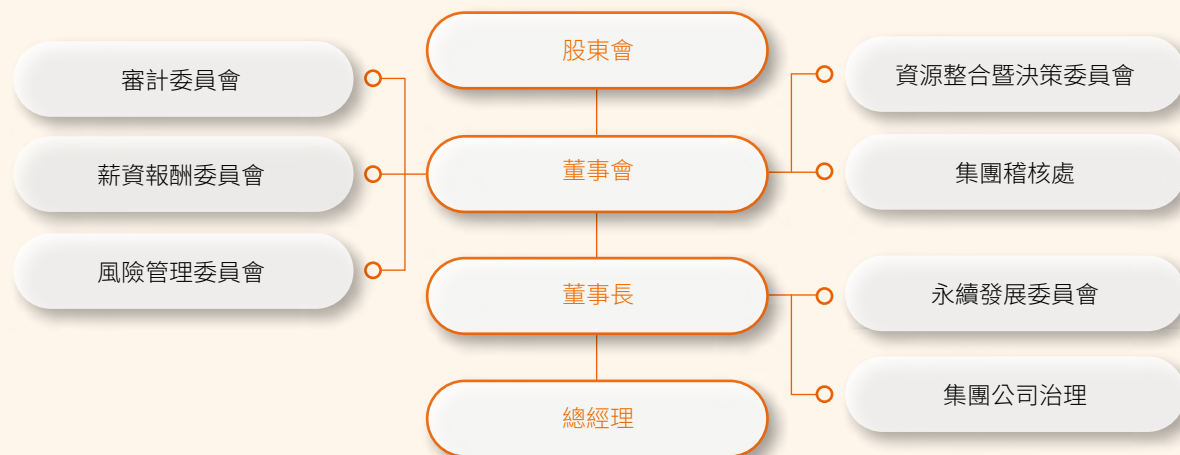 股東會
審計委員會
資源整合暨決策委員會
董事會
薪資報酬委員會
集團稽核處
風險管理委員會
董事長
永續發展委員會
集團公司治理
總經理